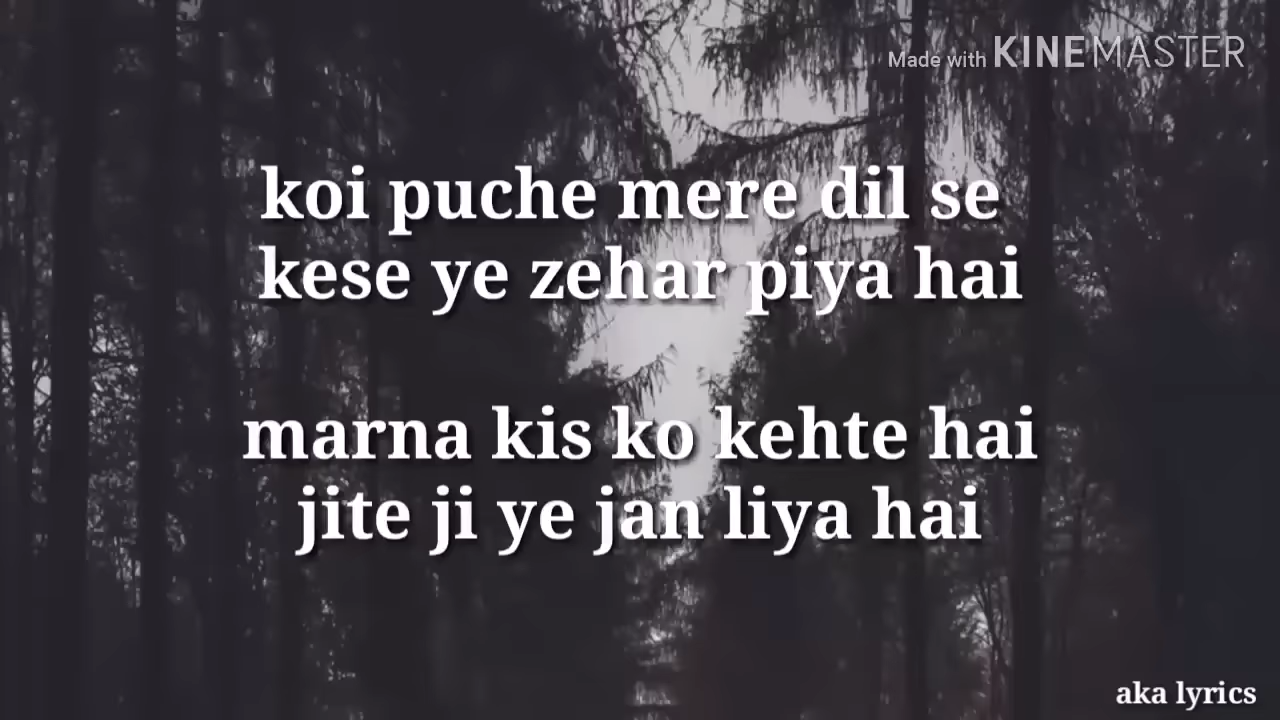 Made with KINEMASTER
koi puche mere dil se
kese ye zehar piya hai
marna kis ko kehte hai
jite ji ye jan liya hai
aka lyrics